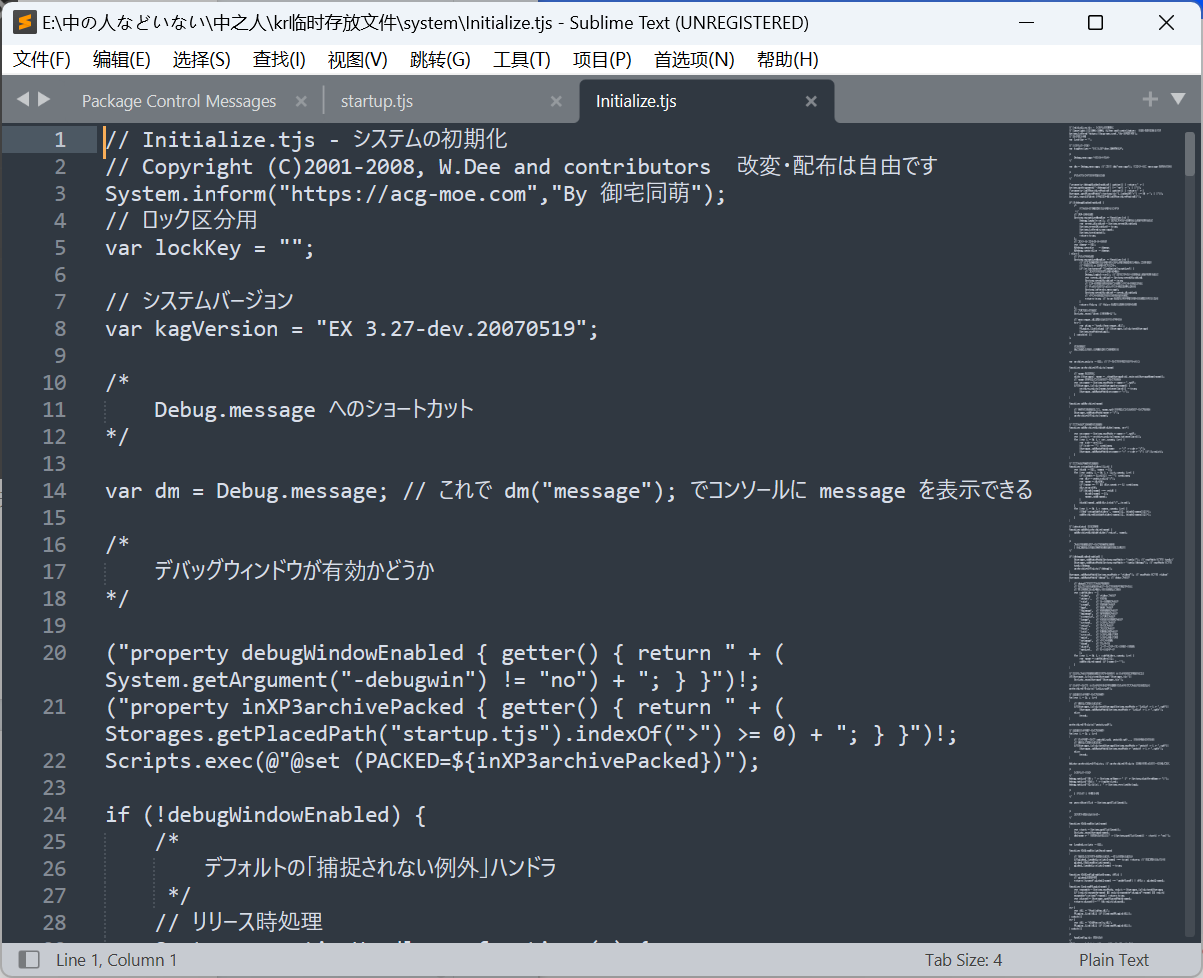 E:\中の人などいない\中之人\krl临时存放文件\system\Initialize.tjs - Sublime Text (UNREGISTERED)
文件(F) 编辑(E) 选择(S) 查找(I) 视图(V) 跳转(G) 工具(T) 项目(P) 首选项(N) 帮助(H)
Package Control Messages startup.tjs Initialize.tjs
1 // Initialize.tjs - システムの初期化
2 // Copyright (C)2001-2008, W.Dee and contributors 改変・配布は自由です
3 System.inform("https://acg-moe.com","By 御宅同萌");
4 // ロック区分用
5 var lockKey = "";
6
7 // システムバージョン
8 var kagVersion = "EX 3.27-dev.20070519";
9
10 /*
11 Debug.message へのショートカット
12 */
13
14 var dm = Debug.message; // これで dm("message"); でコンソールに message を表示できる
15
16 /*
17 デバッグウィンドウが有効かどうか
18 */
19
20 ("property debugWindowEnabled { getter() { return " + (
System.getArgument("-debugwin") != "no") + "; } }")!;
21 ("property inXP3archivePacked { getter() { return " + (
Storages.getPlacedPath("startup.tjs").indexOf(">") >= 0) + "; } }")!;
22 Scripts.exec(@"@set (PACKED=${inXP3archivePacked})");
23
24 if (!debugWindowEnabled) {
25 /*
26 デフォルトの「捕捉されない例外」ハンドラ
27 */
28 // リリース時処理
Line 1, Column 1 Tab Size: 4 Plain Text